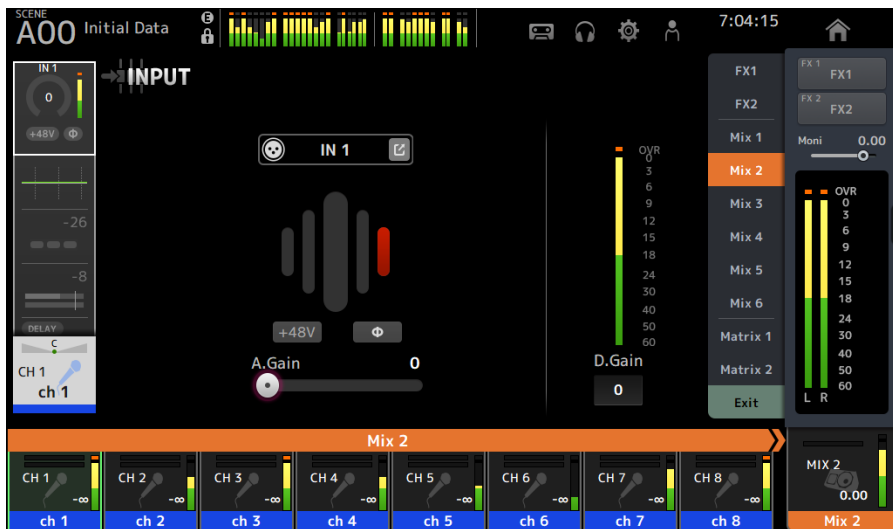 SCENE
A00 Initial Data
E
7:04:15
IN 1
0
+48V Φ
-26
-8
DELAY
C
CH 1
ch 1
INPUT
IN 1
+48V Φ
A.Gain 0
OVR
0
3
6
9
12
15
18
24
30
40
50
60
D.Gain
0
FX1
FX2
Mix 1
Mix 2
Mix 3
Mix 4
Mix 5
Mix 6
Matrix 1
Matrix 2
Exit
FX 1
FX1
FX 2
FX2
Moni 0.00
OVR
0
3
6
9
12
15
18
24
30
40
50
60
L R
Mix 2
CH 1 CH 2 CH 3 CH 4 CH 5 CH 6 CH 7 CH 8
-∞ -∞ -∞ -∞ -∞ -∞ -∞ -∞
ch 1 ch 2 ch 3 ch 4 ch 5 ch 6 ch 7 ch 8
MIX 2
0.00
Mix 2